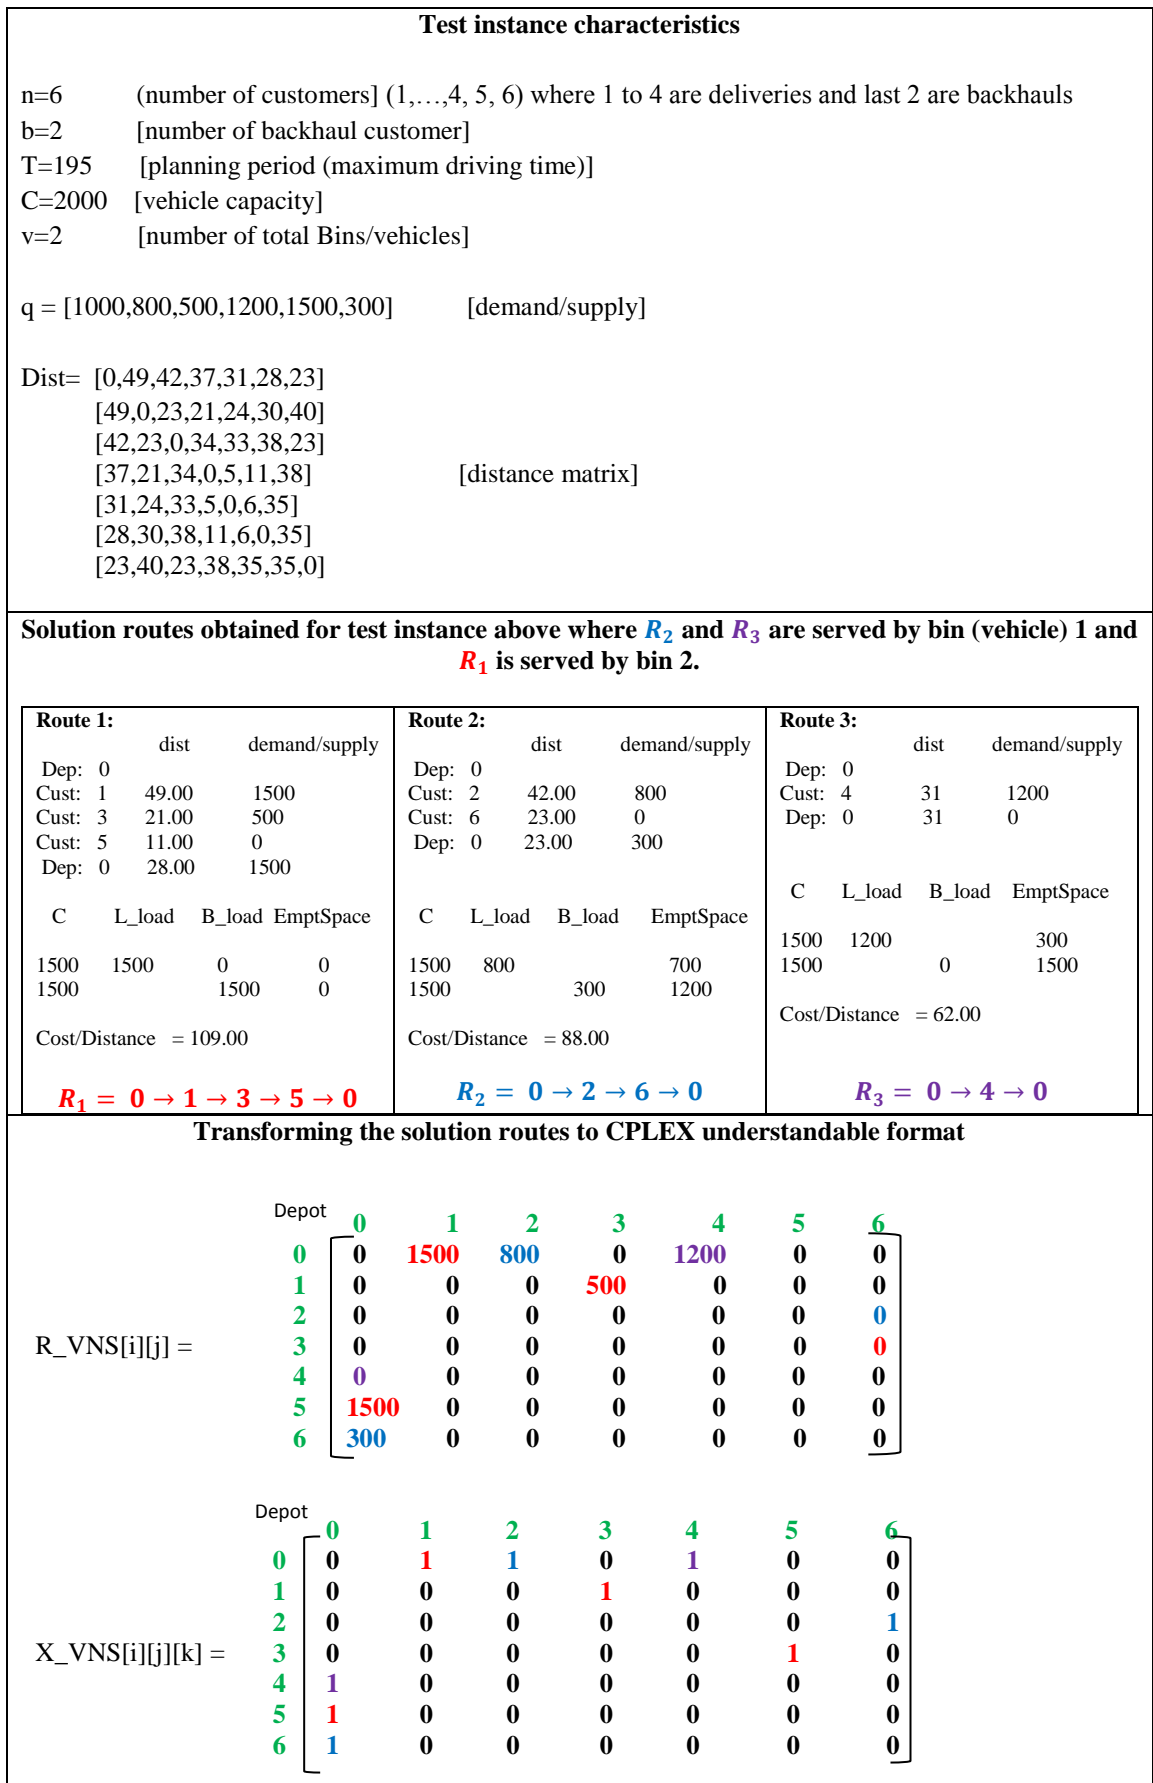 Test instance characteristics
n=6 (number of customers] (1,…,4, 5, 6) where 1 to 4 are deliveries and last 2 are backhauls
b=2 [number of backhaul customer]
T=195 [planning period (maximum driving time)]
C=2000 [vehicle capacity]
v=2 [number of total Bins/vehicles]
q = [1000,800,500,1200,1500,300] [demand/supply]
Dist= [0,49,42,37,31,28,23]
[49,0,23,21,24,30,40]
[42,23,0,34,33,38,23]
[37,21,34,0,5,11,38] [distance matrix]
[31,24,33,5,0,6,35]
[28,30,38,11,6,0,35]
[23,40,23,38,35,35,0]
Solution routes obtained for test instance above where R₂ and R₃ are served by bin (vehicle) 1 and
R₁ is served by bin 2.
Route 1:
dist demand/supply
Dep: 0
Cust: 1 49.00 1500
Cust: 3 21.00 500
Cust: 5 11.00 0
Dep: 0 28.00 1500
C L_load B_load EmptSpace
1500 1500 0 0
1500 1500 0
Cost/Distance = 109.00
R₁ = 0 → 1 → 3 → 5 → 0
Route 2:
dist demand/supply
Dep: 0
Cust: 2 42.00 800
Cust: 6 23.00 0
Dep: 0 23.00 300
C L_load B_load EmptSpace
1500 800 700
1500 300 1200
Cost/Distance = 88.00
R₂ = 0 → 2 → 6 → 0
Route 3:
dist demand/supply
Dep: 0
Cust: 4 31 1200
Dep: 0 31 0
C L_load B_load EmptSpace
1500 1200 300
1500 0 1500
Cost/Distance = 62.00
R₃ = 0 → 4 → 0
Transforming the solution routes to CPLEX understandable format
Depot
0 1 2 3 4 5 6
0 0 1500 800 0 1200 0 0
1 0 0 0 500 0 0 0
2 0 0 0 0 0 0 0
R_VNS[i][j] = 3 0 0 0 0 0 0 0
4 0 0 0 0 0 0 0
5 1500 0 0 0 0 0 0
6 300 0 0 0 0 0 0
Depot
0 1 2 3 4 5 6
0 0 1 1 0 1 0 0
1 0 0 0 1 0 0 0
2 0 0 0 0 0 0 1
X_VNS[i][j][k] = 3 0 0 0 0 0 1 0
4 1 0 0 0 0 0 0
5 1 0 0 0 0 0 0
6 1 0 0 0 0 0 0